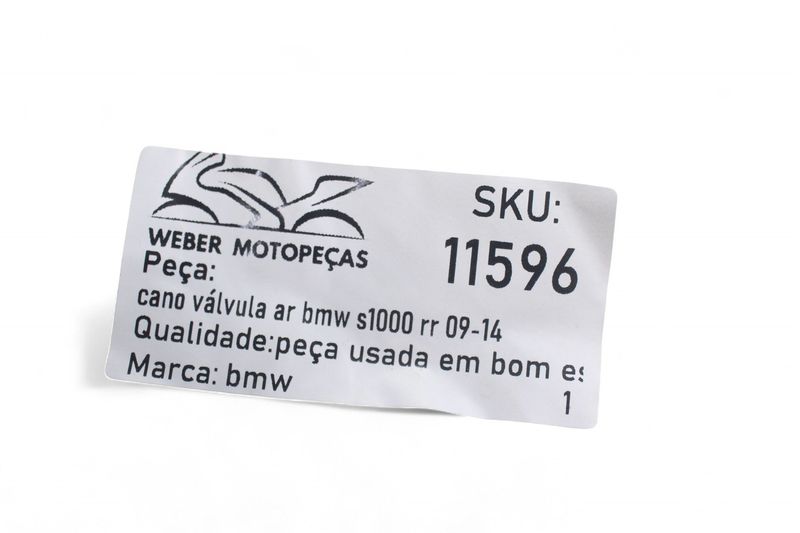 WEBER MOTOPEÇAS
SKU:
11596
Peça:
cano válvula ar bmw s1000 rr 09-14
Qualidade:peça usada em bom es
Marca: bmw
1